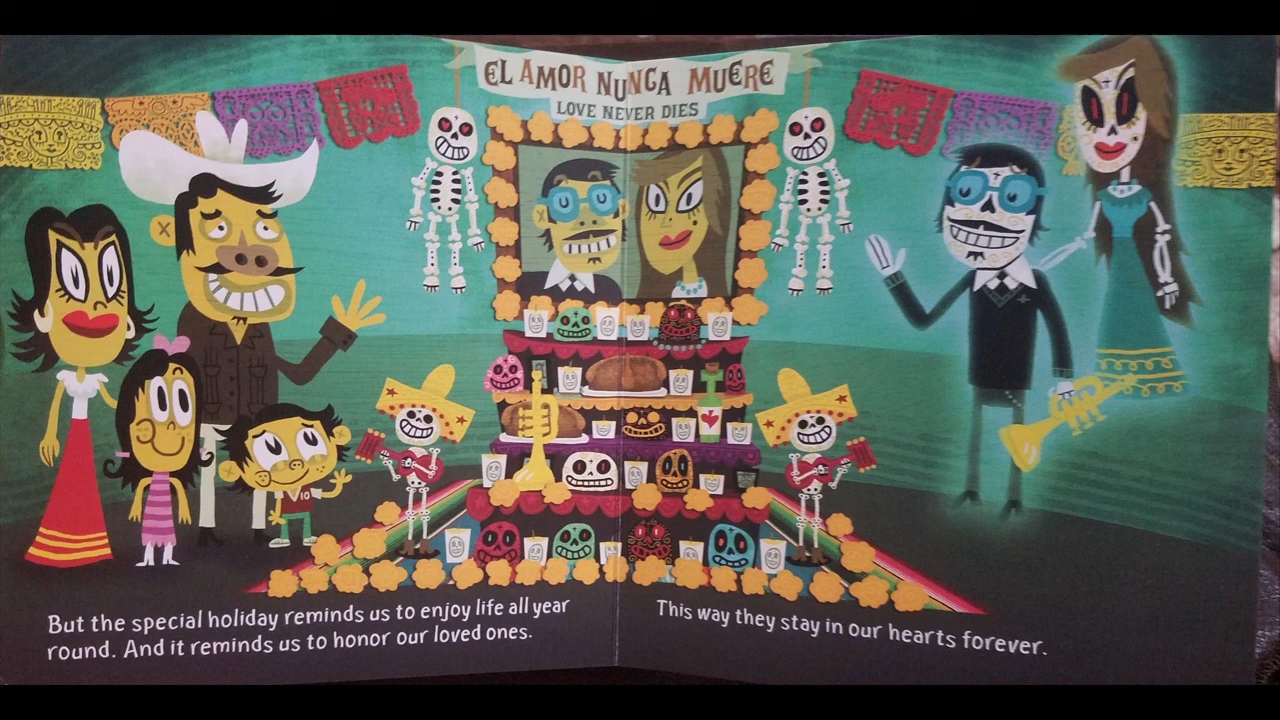 EL AMOR NUNCA MUERE
LOVE NEVER DIES
10
But the special holiday reminds us to enjoy life all year
round. And it reminds us to honor our loved ones.
This way they stay in our hearts forever.